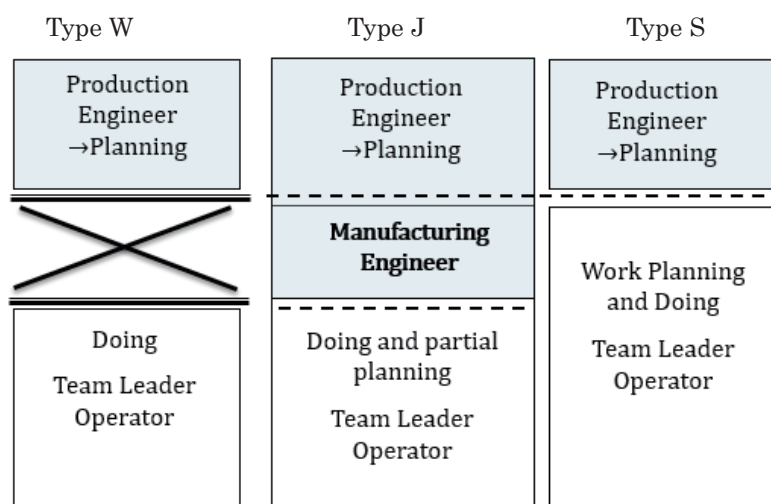 Type W
Type J
Type S
Production
Engineer
→Planning
Production
Engineer
→Planning
Production
Engineer
→Planning
Manufacturing
Engineer
Doing
Team Leader
Operator
Doing and partial
planning
Team Leader
Operator
Work Planning
and Doing
Team Leader
Operator